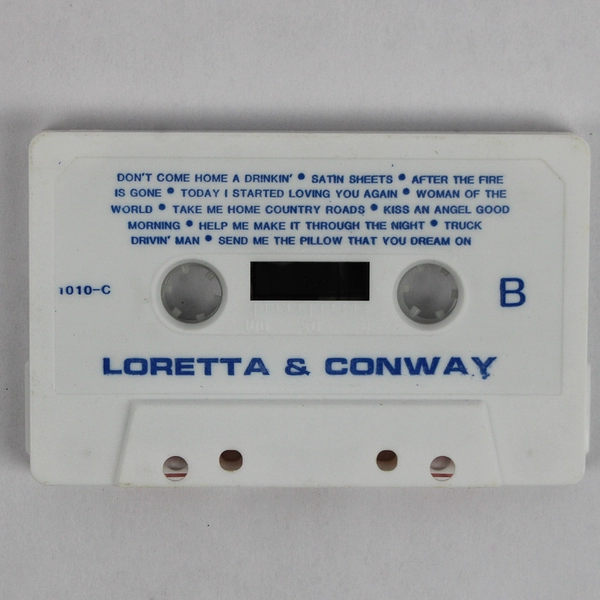 DON'T COME HOME A DRINKIN' • SATIN SHEETS • AFTER THE FIRE
IS GONE • TODAY I STARTED LOVING YOU AGAIN • WOMAN OF THE
WORLD • TAKE ME HOME COUNTRY ROADS • KISS AN ANGEL GOOD
MORNING • HELP ME MAKE IT THROUGH THE NIGHT • TRUCK
DRIVIN' MAN • SEND ME THE PILLOW THAT YOU DREAM ON
1010-C
B
LORETTA & CONWAY